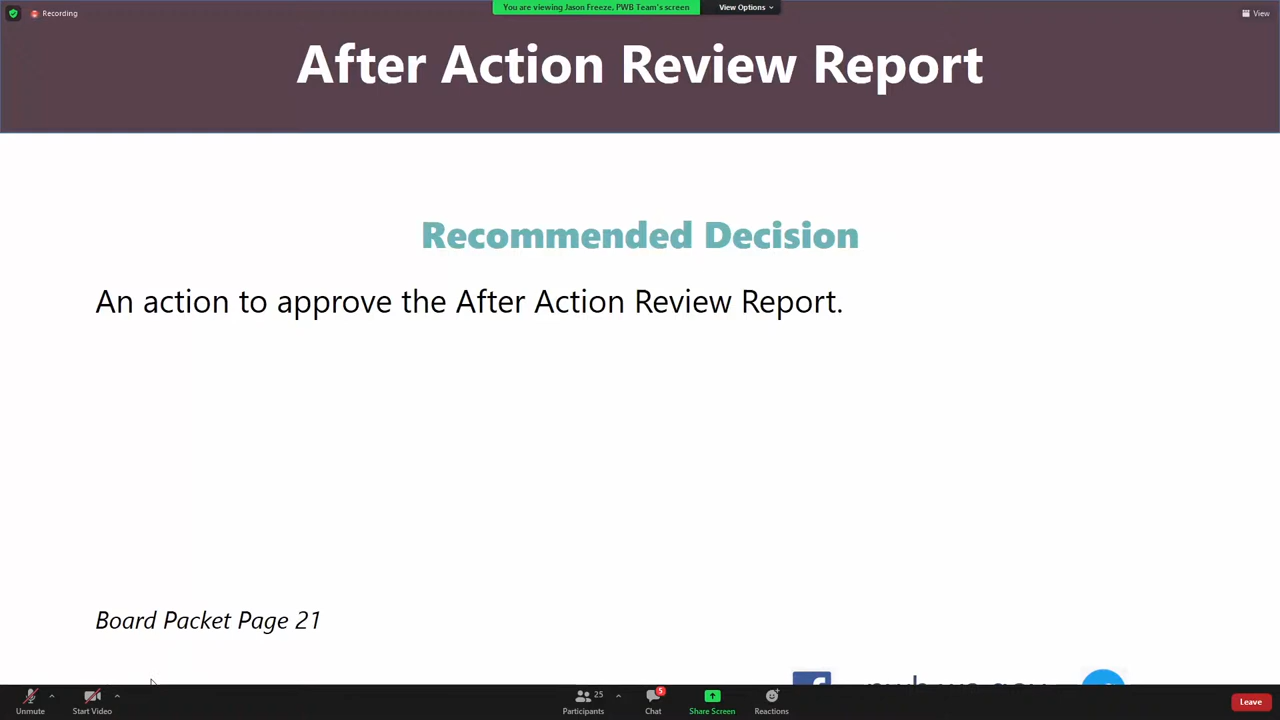 Recording
You are viewing Jason Freeze, PWB Team's screen
View Options
View
After Action Review Report
Recommended Decision
An action to approve the After Action Review Report.
Board Packet Page 21
Unmute
Start Video
Participants
25
Chat
5
Share Screen
Reactions
Leave